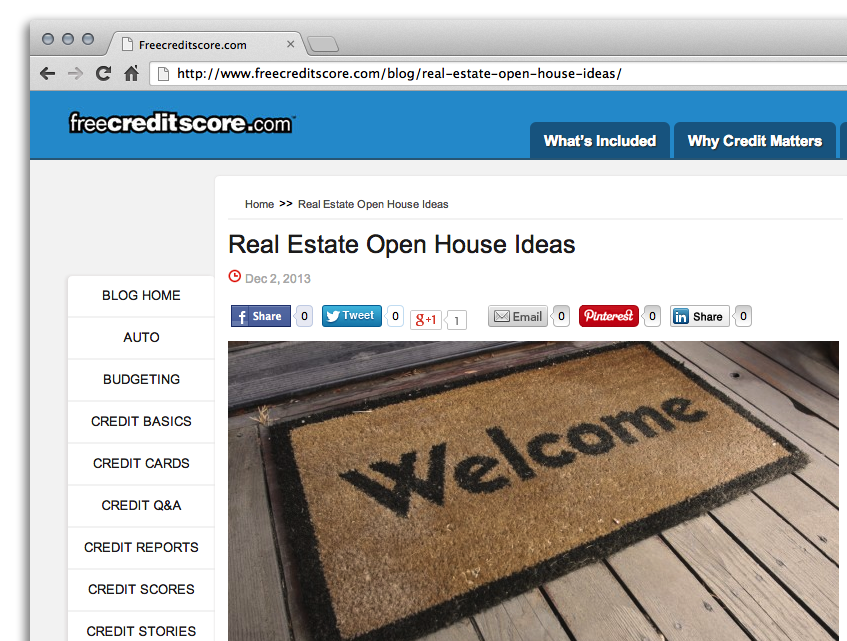 Freecreditscore.com
http://www.freecreditscore.com/blog/real-estate-open-house-ideas/
freecreditscore.com
What's Included
Why Credit Matters
Home >> Real Estate Open House Ideas
Real Estate Open House Ideas
Dec 2, 2013
f Share 0 Tweet 0 g+1 1 Email 0 Pinterest 0 in Share 0
BLOG HOME
AUTO
BUDGETING
CREDIT BASICS
CREDIT CARDS
CREDIT Q&A
CREDIT REPORTS
CREDIT SCORES
CREDIT STORIES
Welcome